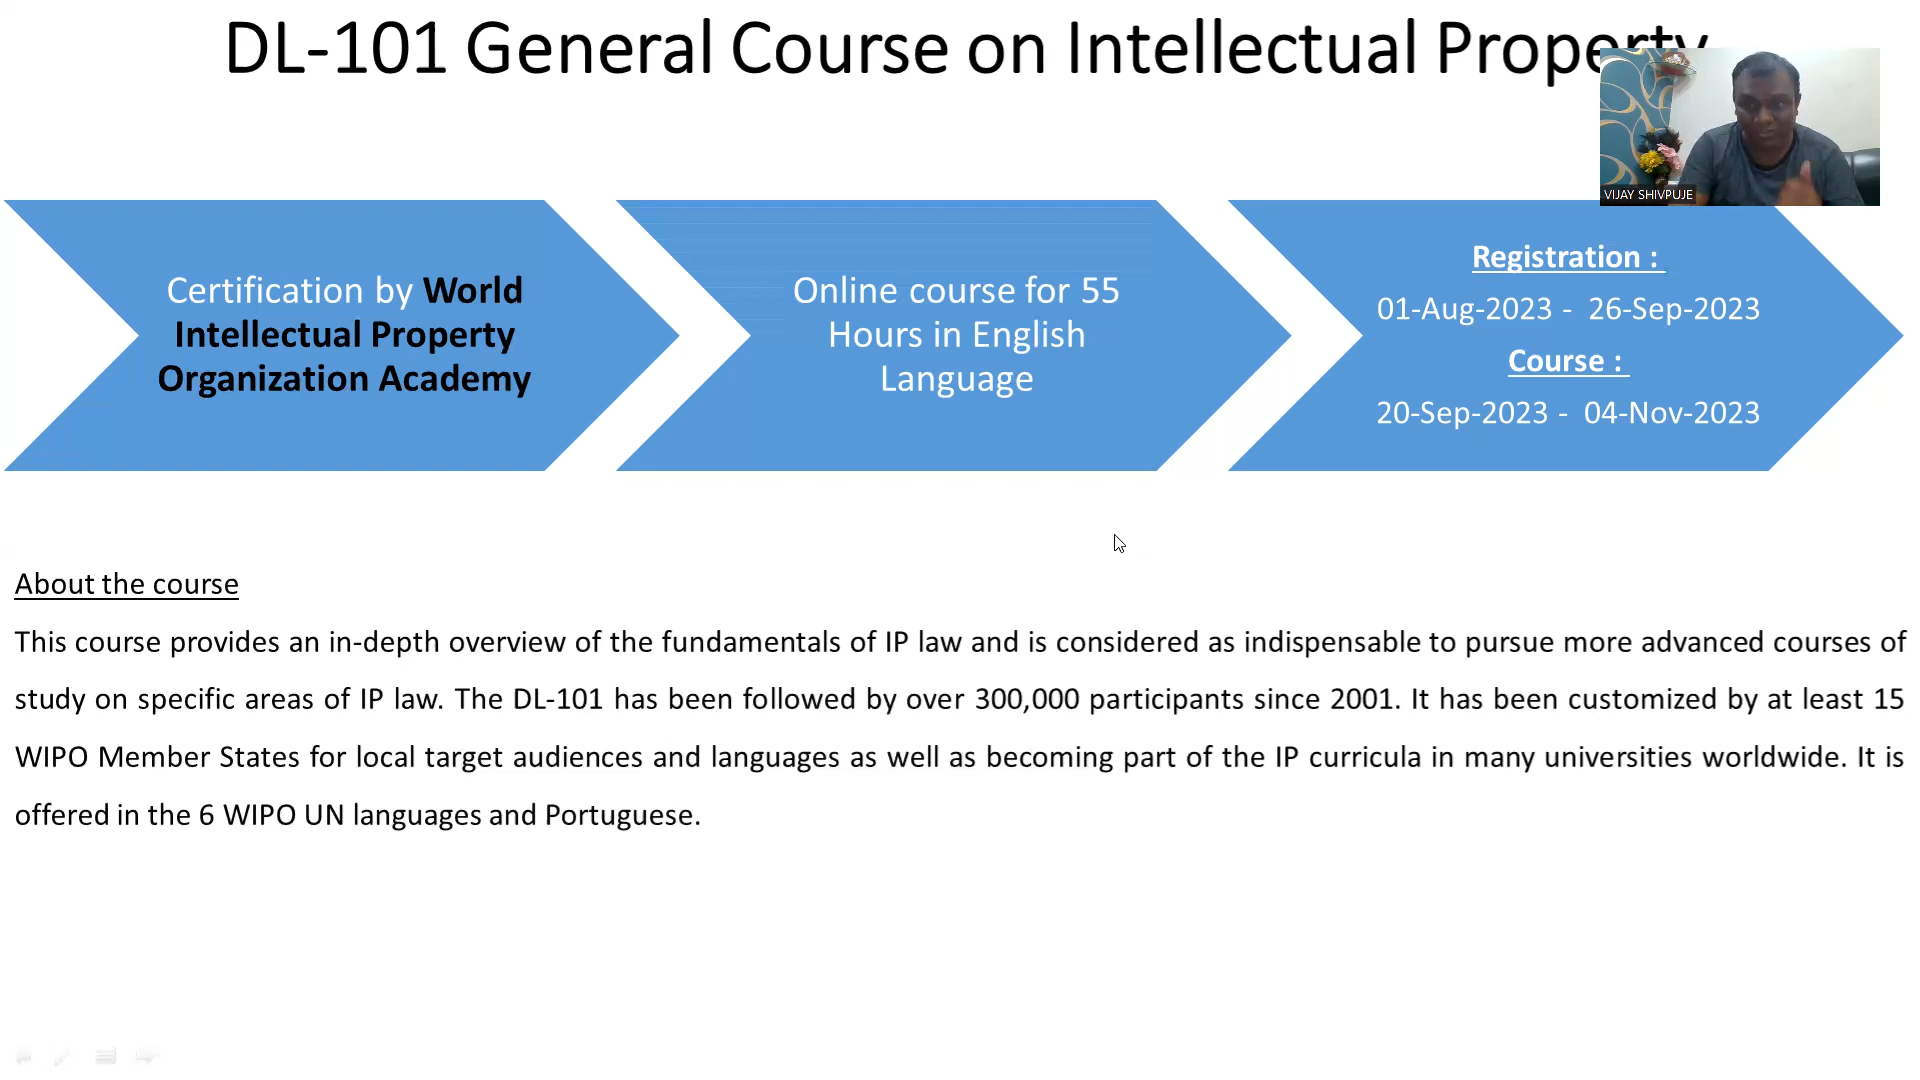 DL-101 General Course on Intellectual Property
VIJAY SHIVPUJE
Certification by World
Intellectual Property
Organization Academy
Online course for 55
Hours in English
Language
Registration :
01-Aug-2023 - 26-Sep-2023
Course :
20-Sep-2023 - 04-Nov-2023
About the course
This course provides an in-depth overview of the fundamentals of IP law and is considered as indispensable to pursue more advanced courses of
study on specific areas of IP law. The DL-101 has been followed by over 300,000 participants since 2001. It has been customized by at least 15
WIPO Member States for local target audiences and languages as well as becoming part of the IP curricula in many universities worldwide. It is
offered in the 6 WIPO UN languages and Portuguese.